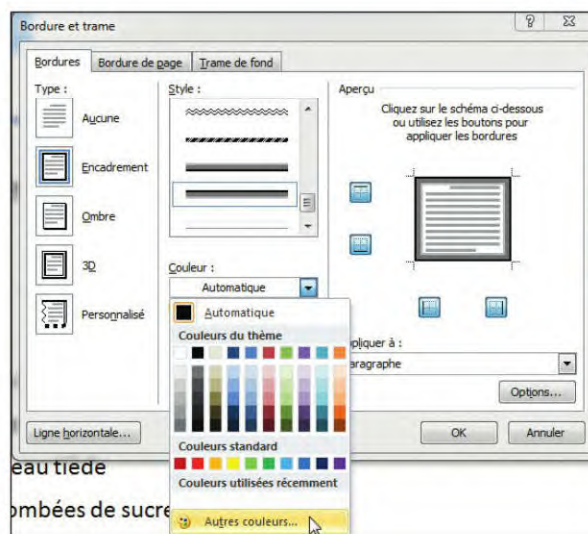 Bordure et trame
Bordures
Bordure de page
Trame de fond
Type :
Aucune
Encadrement
Ombre
3D
Personnalisé
Style :
Couleur :
Automatique
Automatique
Couleurs du thème
Couleurs standard
Couleurs utilisées récemment
Autres couleurs...
Aperçu
Cliquez sur le schéma ci-dessous
ou utilisez les boutons pour
appliquer les bordures
ppliquer à :
aragraphe
Options...
Ligne horizontale...
OK
Annuler
eau tiède
ombées de sucre